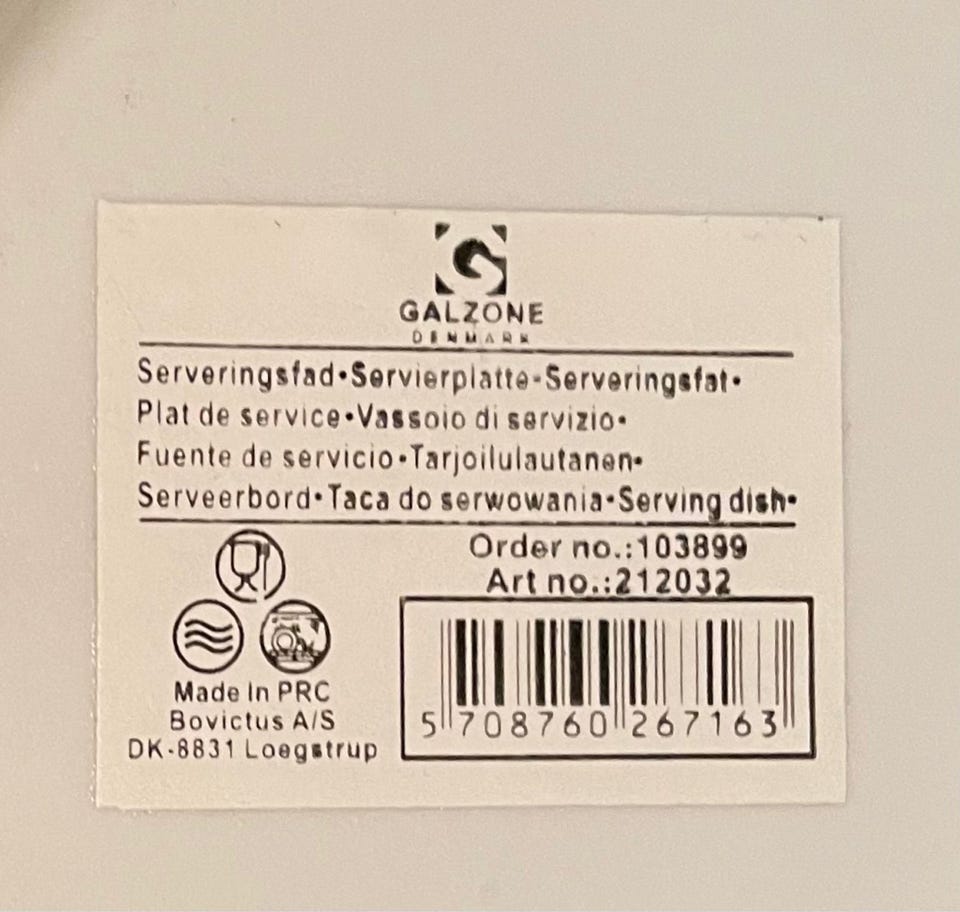 GALZONE
DENMARK
Serveringsfad•Servierplatte-Serveringsfat•
Plat de service•Vassoio di servizio•
Fuente de servicio•Tarjoilulautanen•
Serveerbord•Taca do serwowania•Serving dish•
Order no.:103899
Art no.:212032
Made in PRC
Bovictus A/S
DK-8831 Loegstrup
5 708760 267163